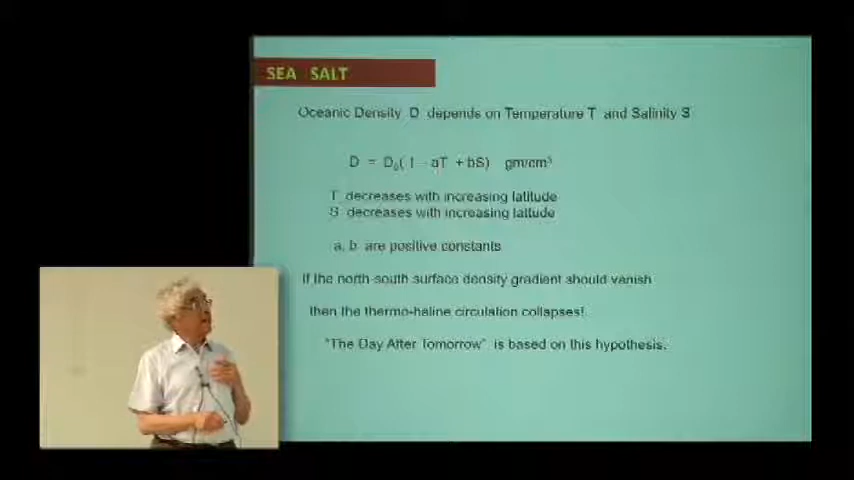 SEA SALT
Oceanic Density D depends on Temperature T and Salinity S
D = D₀( 1 - aT + bS) gm/cm³
T decreases with increasing latitude
S decreases with increasing lattude
a, b are positive constants
If the north-south surface density gradient should vanish
then the thermo-haline circulation collapses!
"The Day After Tomorrow" is based on this hypothesis.